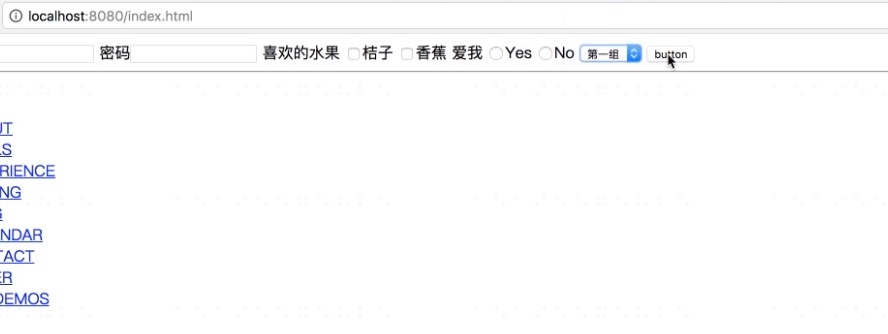 localhost:8080/index.html
密码 喜欢的水果 桔子 香蕉 爱我 Yes No 第一组 button
UT
LS
RIENCE
NG
G
NDAR
TACT
ER
DEMOS